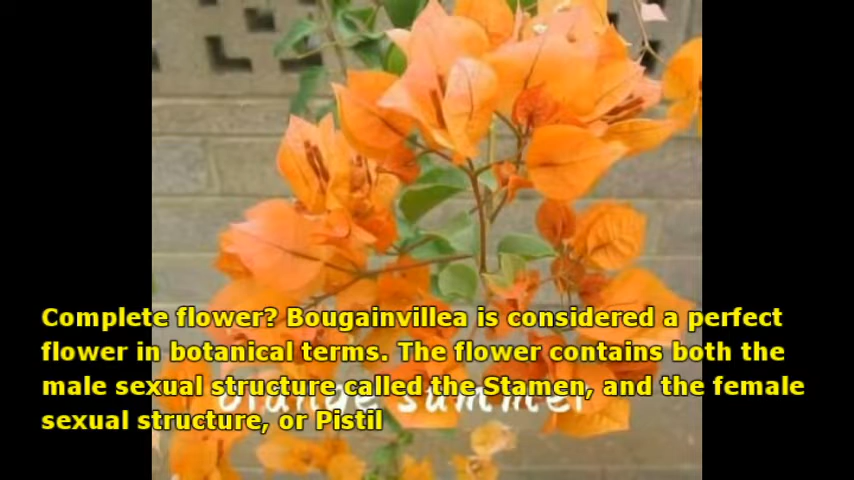 Complete flower? Bougainvillea is considered a perfect
flower in botanical terms. The flower contains both the
male sexual structure called the Stamen, and the female
sexual structure, or Pistil
summer